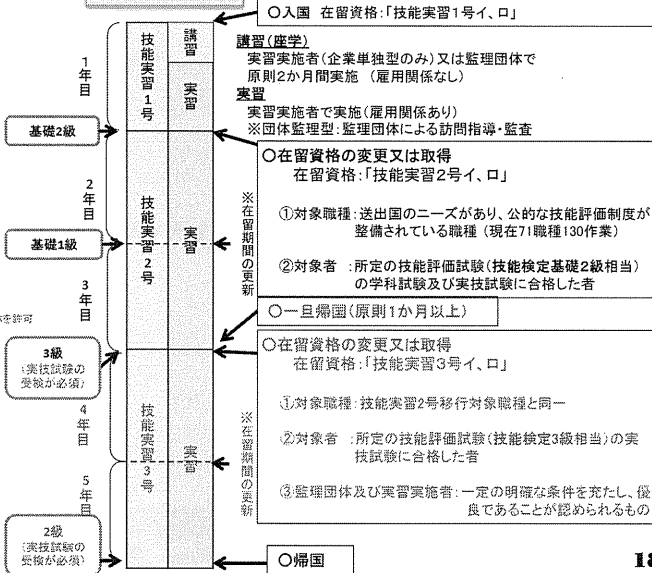 ○入国 在留資格:「技能実習1号イ、ロ」
講習(座学)
実習実施者(企業単独型のみ)又は監理団体で
原則2か月間実施 (雇用関係なし)
実習
実習実施者で実施(雇用関係あり)
※団体監理型:監理団体による訪問指導・監査
○在留資格の変更又は取得
在留資格:「技能実習2号イ、ロ」
①対象職種:送出国のニーズがあり、公的な技能評価制度が
整備されている職種 (現在71職種130作業)
②対象者 :所定の技能評価試験(技能検定基礎2級相当)
の学科試験及び実技試験に合格した者
○一旦帰国(原則1か月以上)
○在留資格の変更又は取得
在留資格:「技能実習3号イ、ロ」
①対象職種:技能実習2号移行対象職種と同一
②対象者 :所定の技能評価試験(技能検定3級相当)の実
技試験に合格した者
③監理団体及び実習実施者:一定の明確な条件を充たし、優
良であることが認められるもの
○帰国
1年目
2年目
3年目
4年目
5年目
技能実習1号
講習
実習
技能実習2号
実習
技能実習3号
実習
※在留期間の更新
※在留期間の更新
基礎2級
基礎1級
を許可
3級
(実技試験の
受検が必須)
2級
(実技試験の
受検が必須)
18